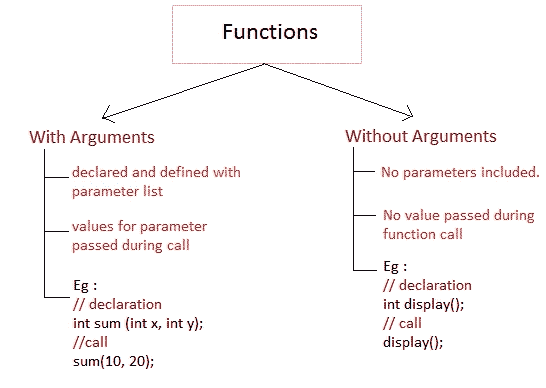 Functions
With Arguments
declared and defined with
parameter list
values for parameter
passed during call
Eg :
// declaration
int sum (int x, int y);
//call
sum(10, 20);
Without Arguments
No parameters included.
No value passed during
function call
Eg :
// declaration
int display();
// call
display();